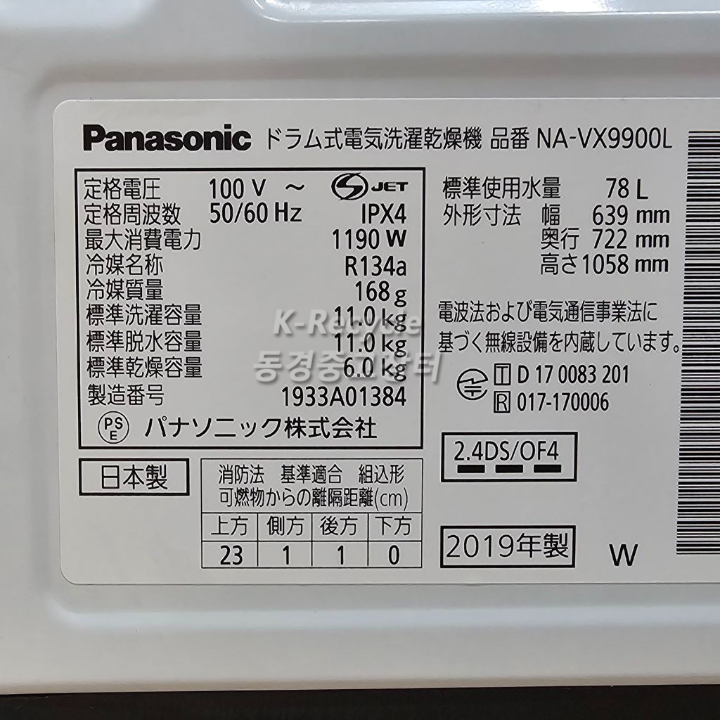 Panasonic ドラム式電気洗濯乾燥機 品番 NA-VX9900L
定格電圧 100 V ～ S JET
定格周波数 50/60 Hz IPX4
最大消費電力 1190 W
冷媒名称 R134a
冷媒質量 168 g
標準洗濯容量 11.0 kg
標準脱水容量 11.0 kg
標準乾燥容量 6.0 kg
製造番号 1933A01384
PSE パナソニック株式会社
標準使用水量 78 L
外形寸法 幅 639 mm
奥行 722 mm
高さ 1058 mm
電波法および電気通信事業法に
基づく無線設備を内蔵しています。
T D 17 0083 201
R 017-170006
2.4DS/OF4
日本製
消防法 基準適合 組込形
可燃物からの離隔距離(cm)
上方 側方 後方 下方
23 1 1 0
2019年製 W
K-Recycle
동경중고장터